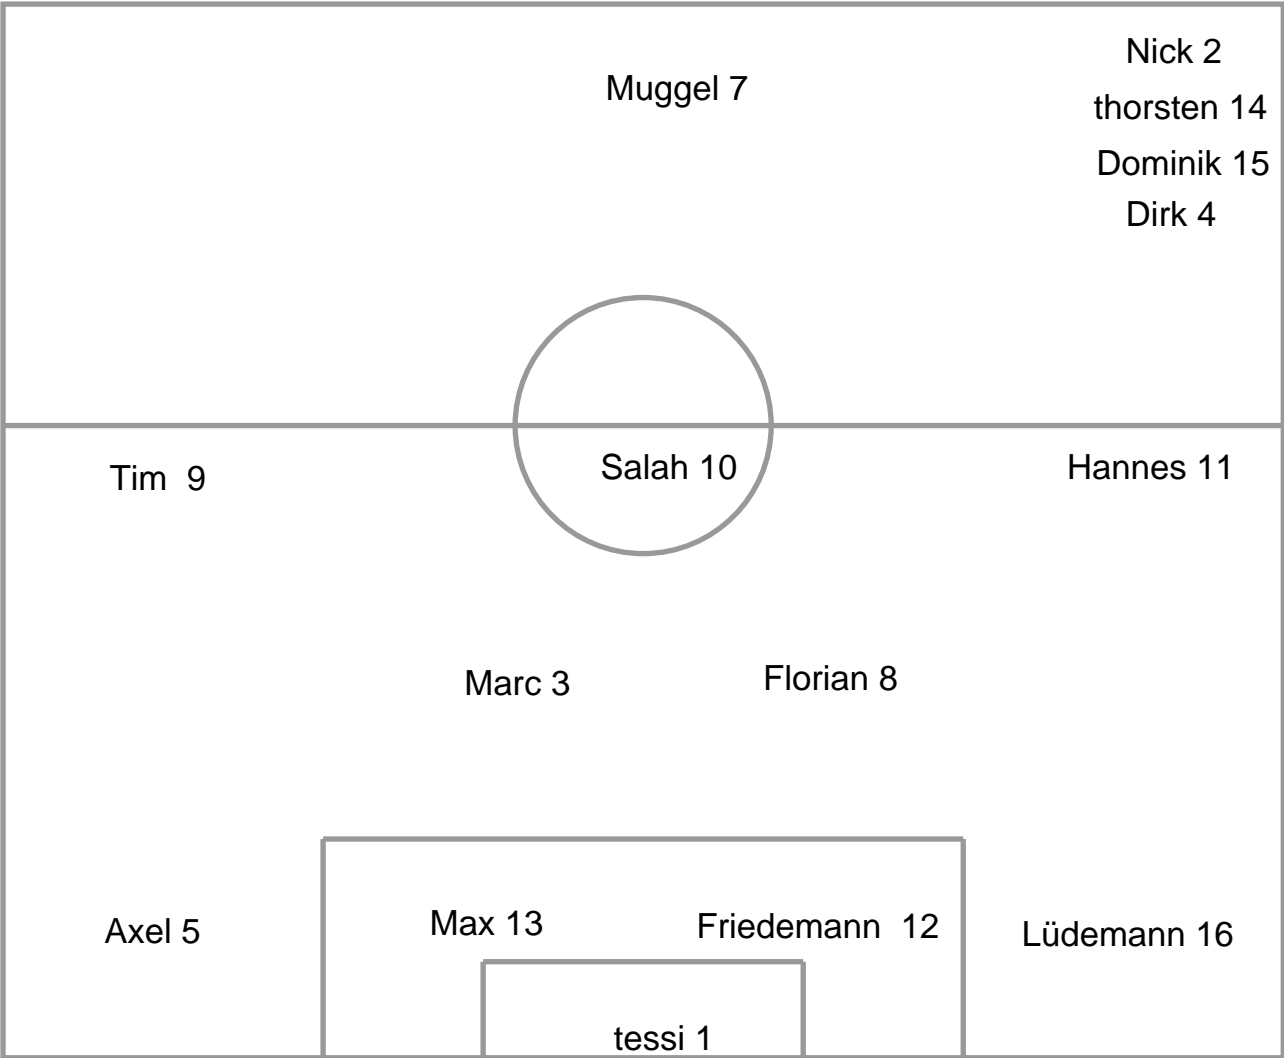 Nick 2
Muggel 7
thorsten 14
Dominik 15
Dirk 4
Tim  9
Salah 10
Hannes 11
Marc 3
Florian 8
Axel 5
Max 13
Friedemann  12
Lüdemann 16
tessi 1